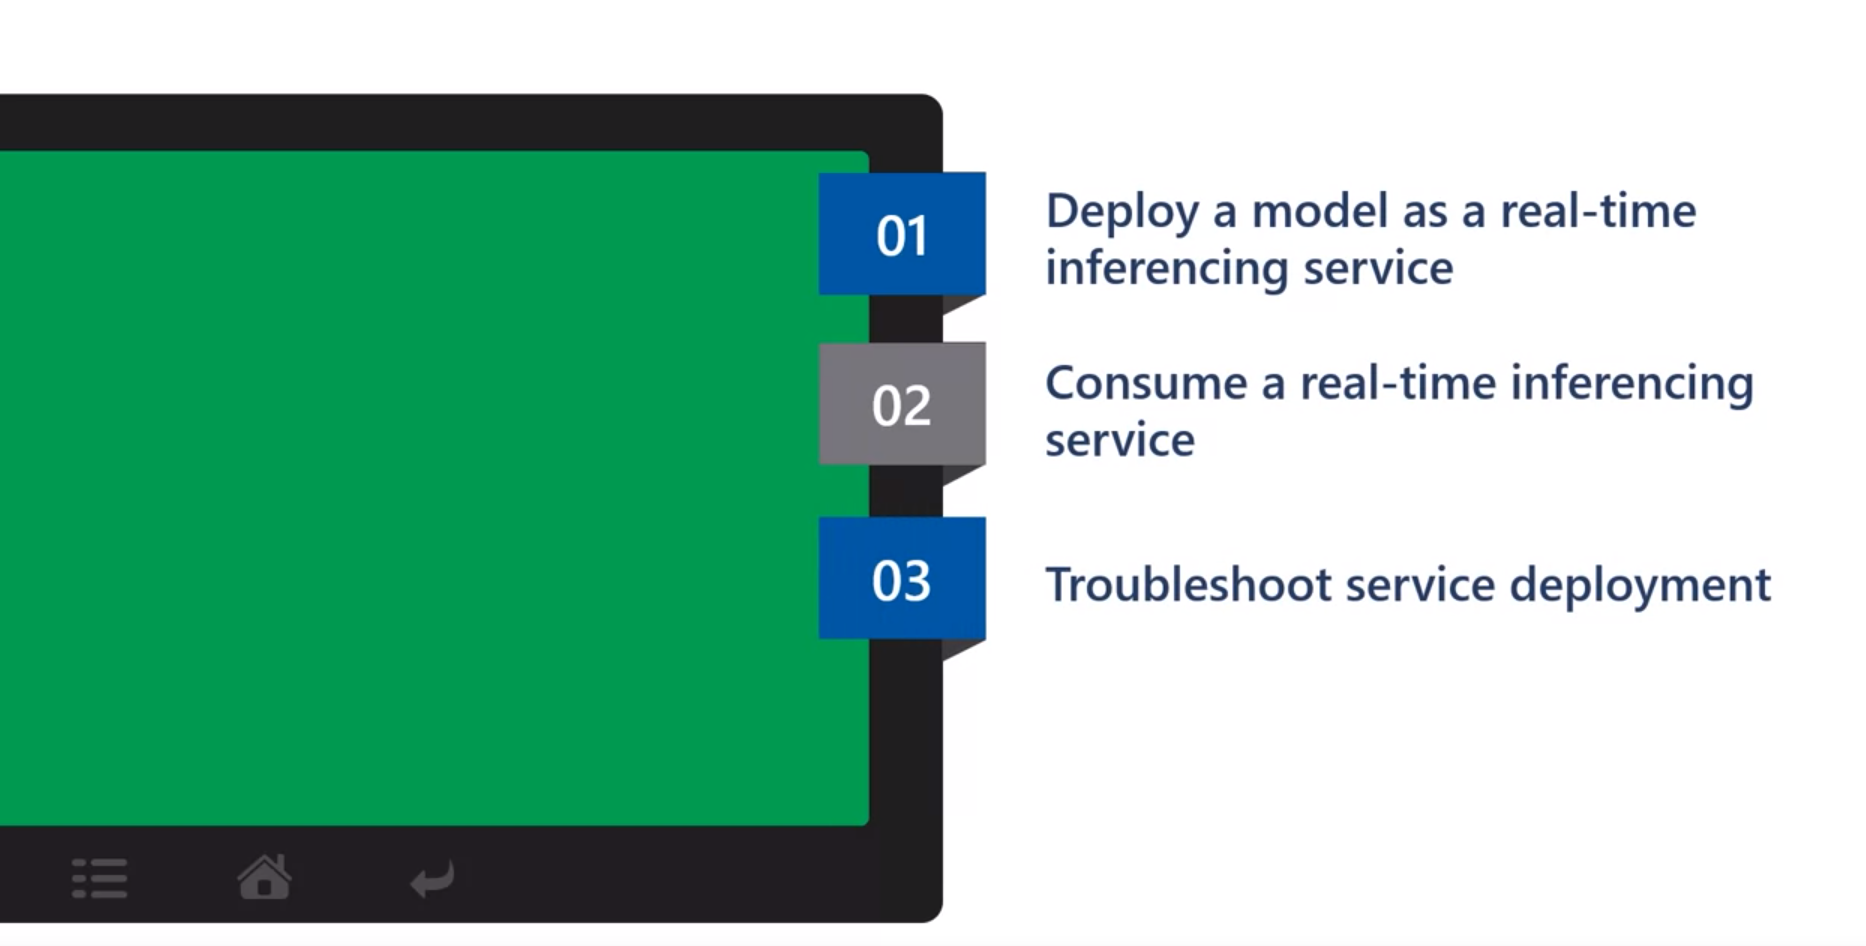 01
Deploy a model as a real-time
inferencing service
02
Consume a real-time inferencing
service
03
Troubleshoot service deployment